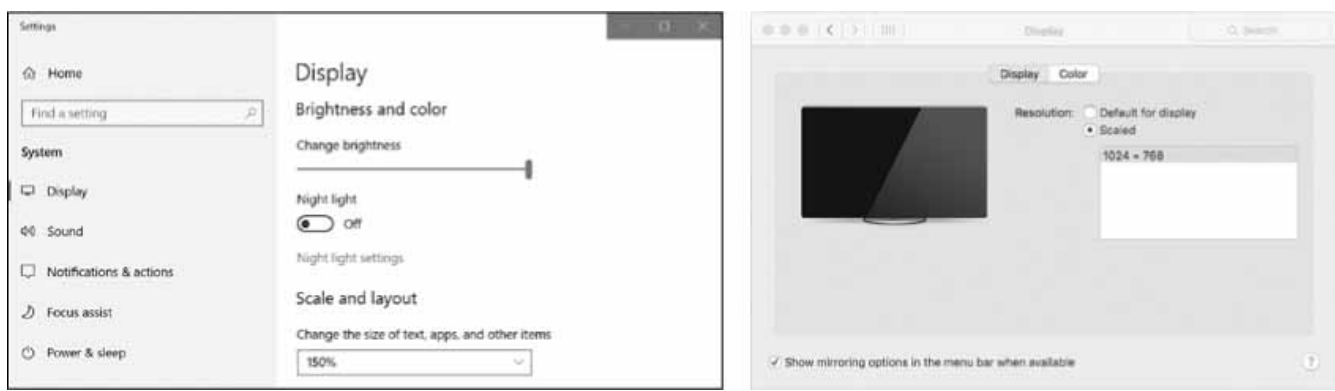 Settings
Home
Find a setting
System
Display
Sound
Notifications & actions
Focus assist
Power & sleep
Display
Brightness and color
Change brightness
Night light
Off
Night light settings
Scale and layout
Change the size of text, apps, and other items
150%
Display
Search
Display Color
Resolution: Default for display
Scaled
1024 × 768
Show mirroring options in the menu bar when available
?